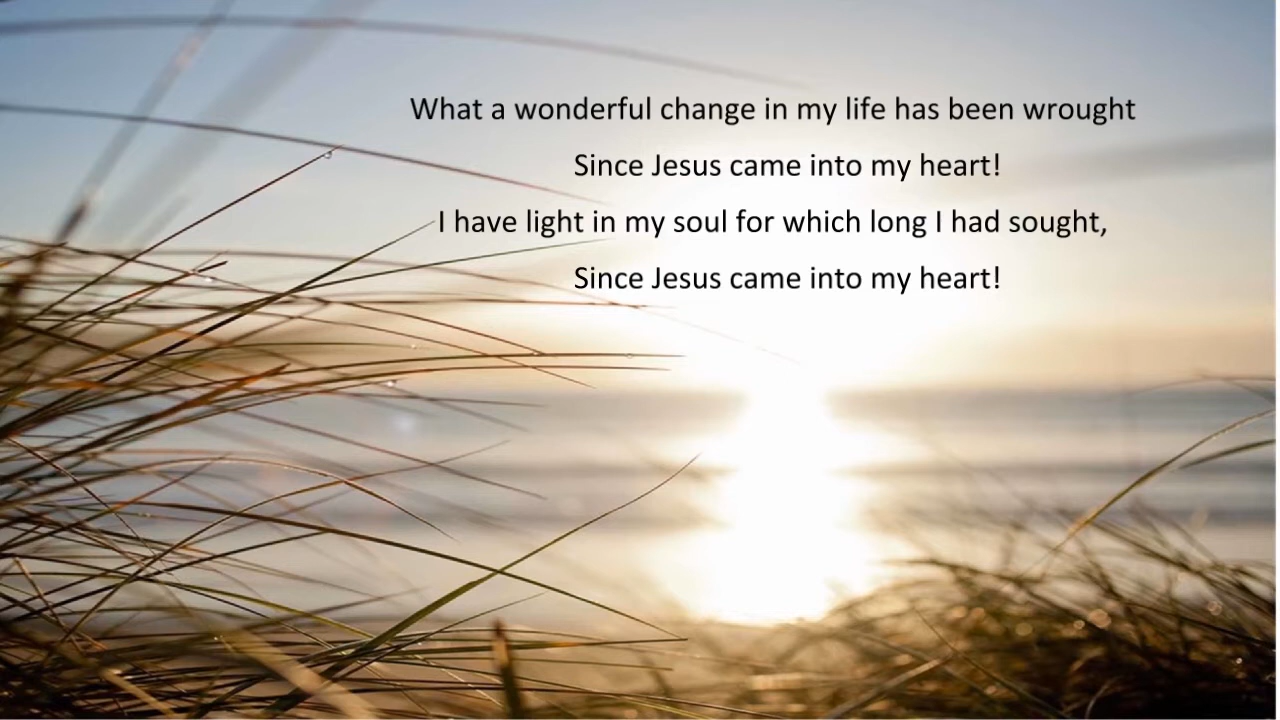 What a wonderful change in my life has been wrought
Since Jesus came into my heart!
I have light in my soul for which long I had sought,
Since Jesus came into my heart!